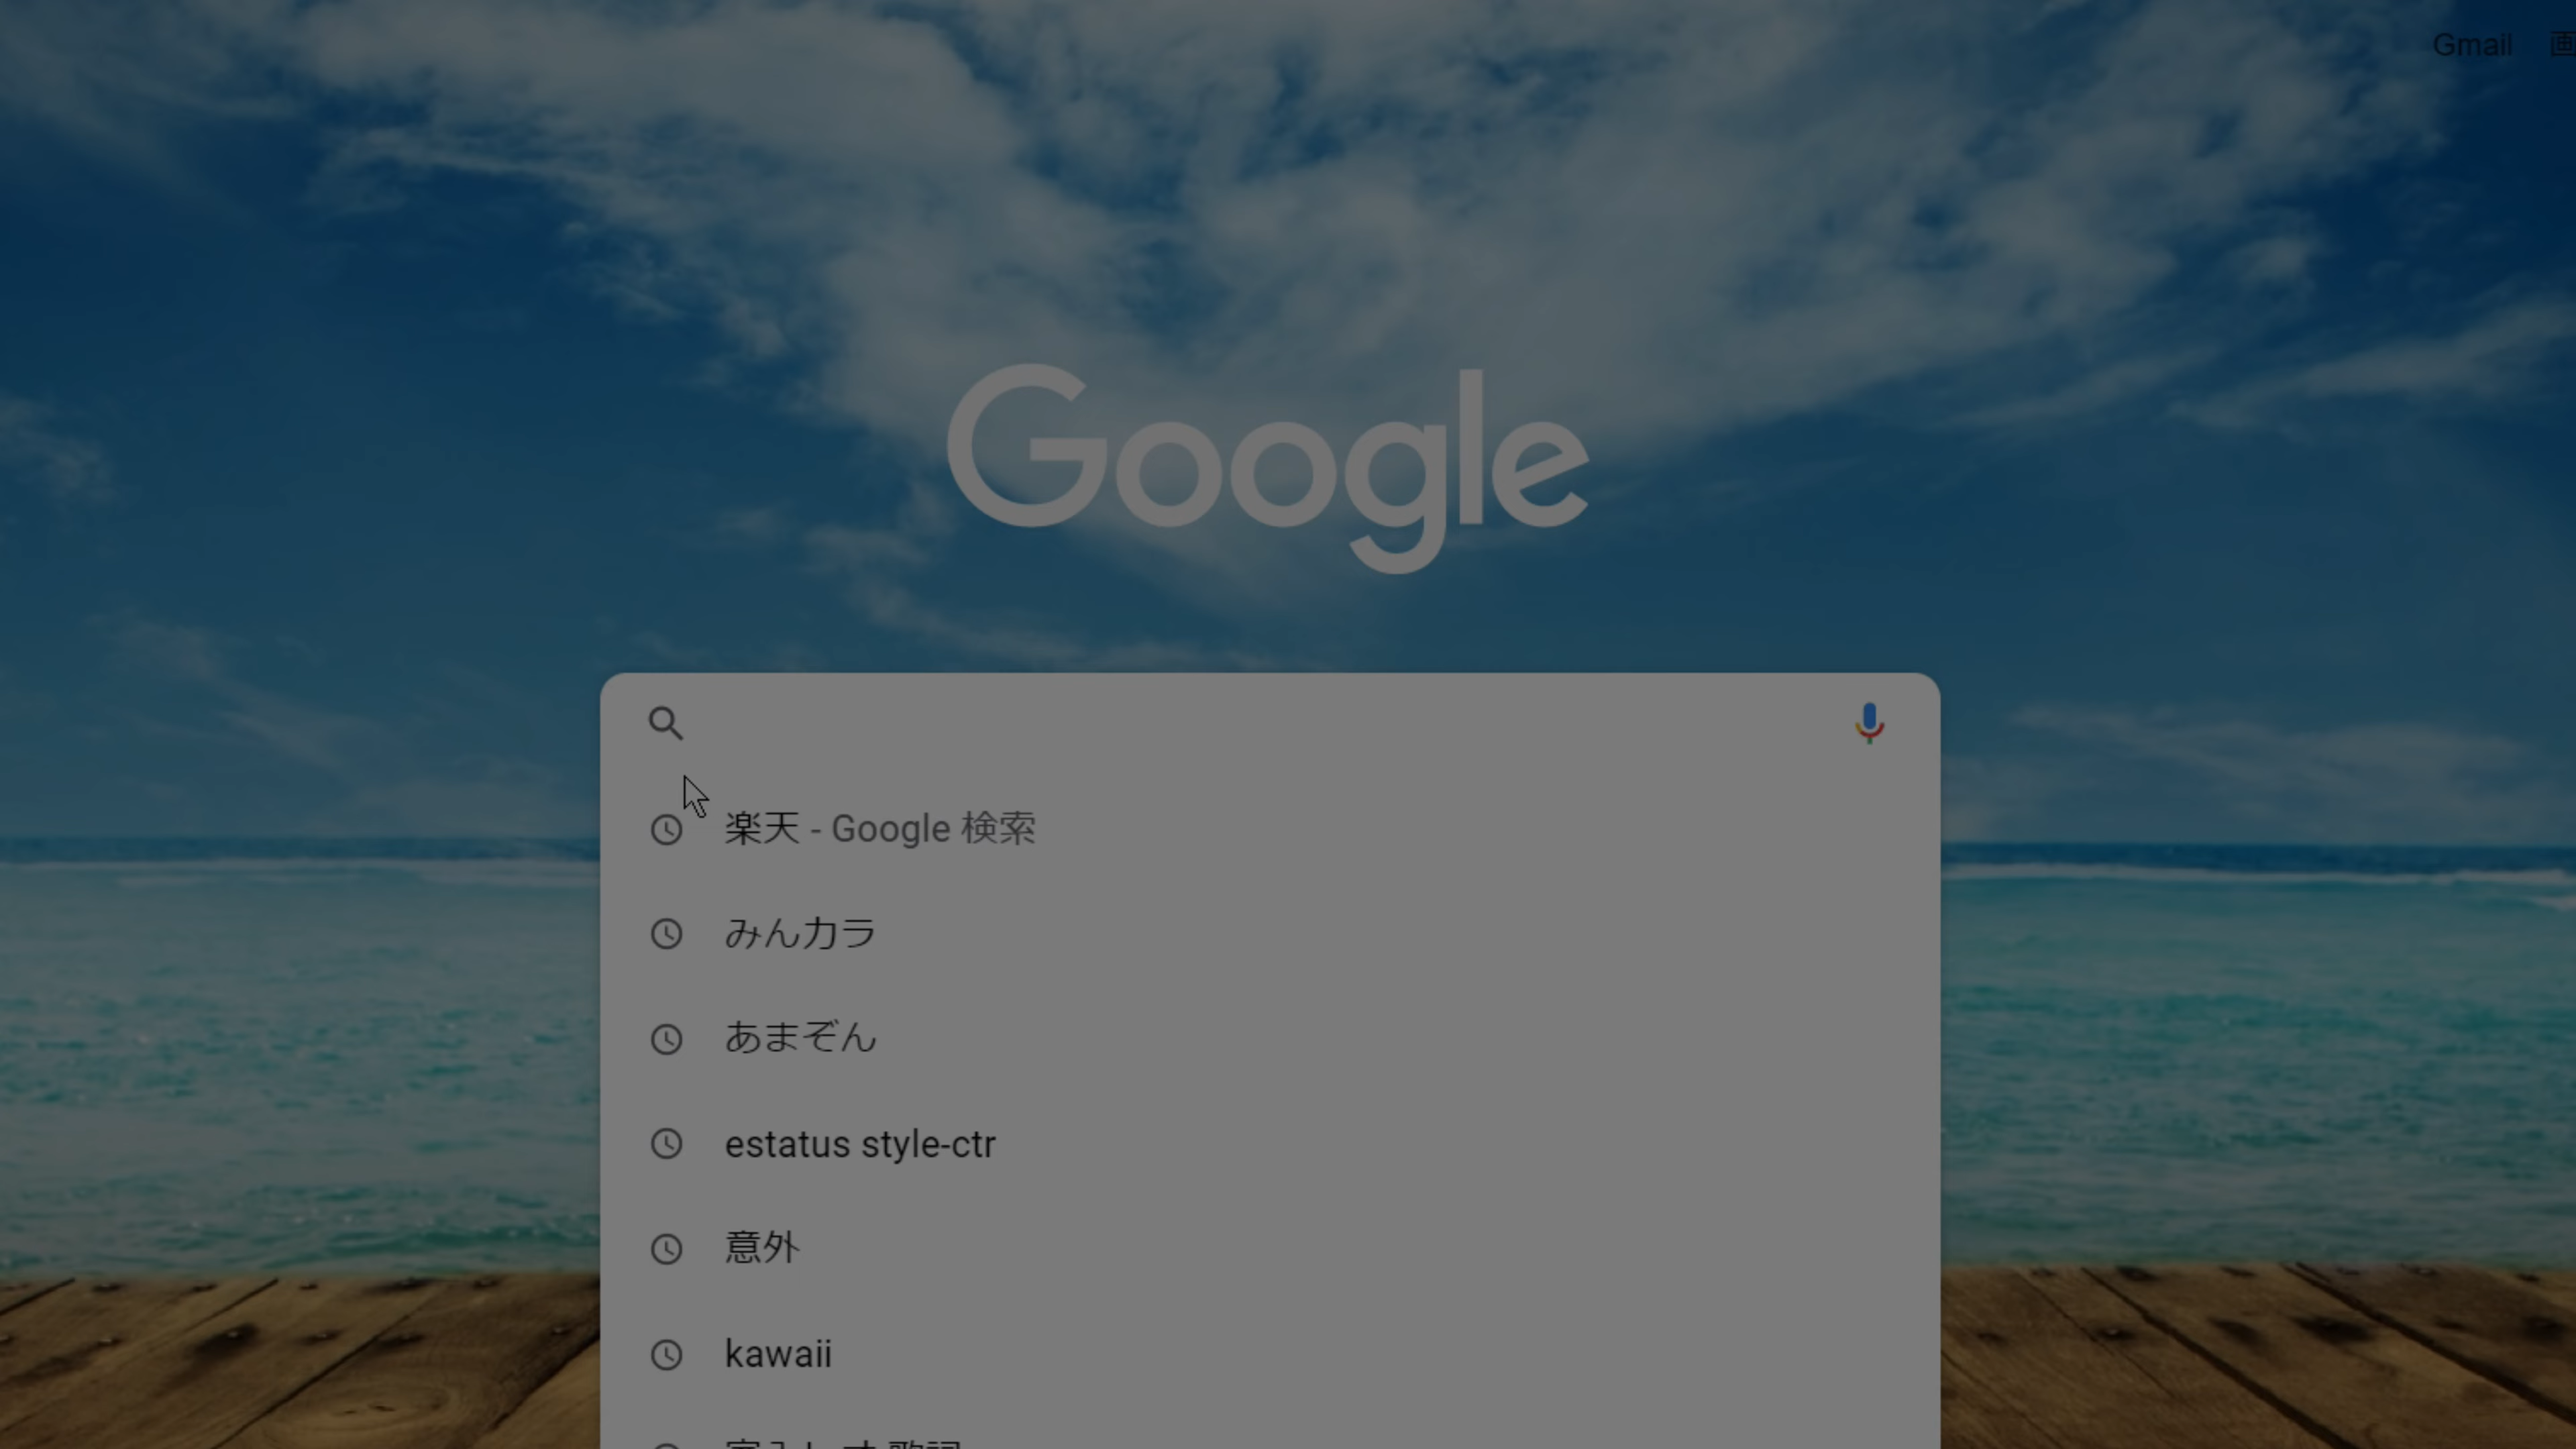 Gmail 画
Google
楽天 - Google 検索
みんカラ
あまぞん
estatus style-ctr
意外
kawaii